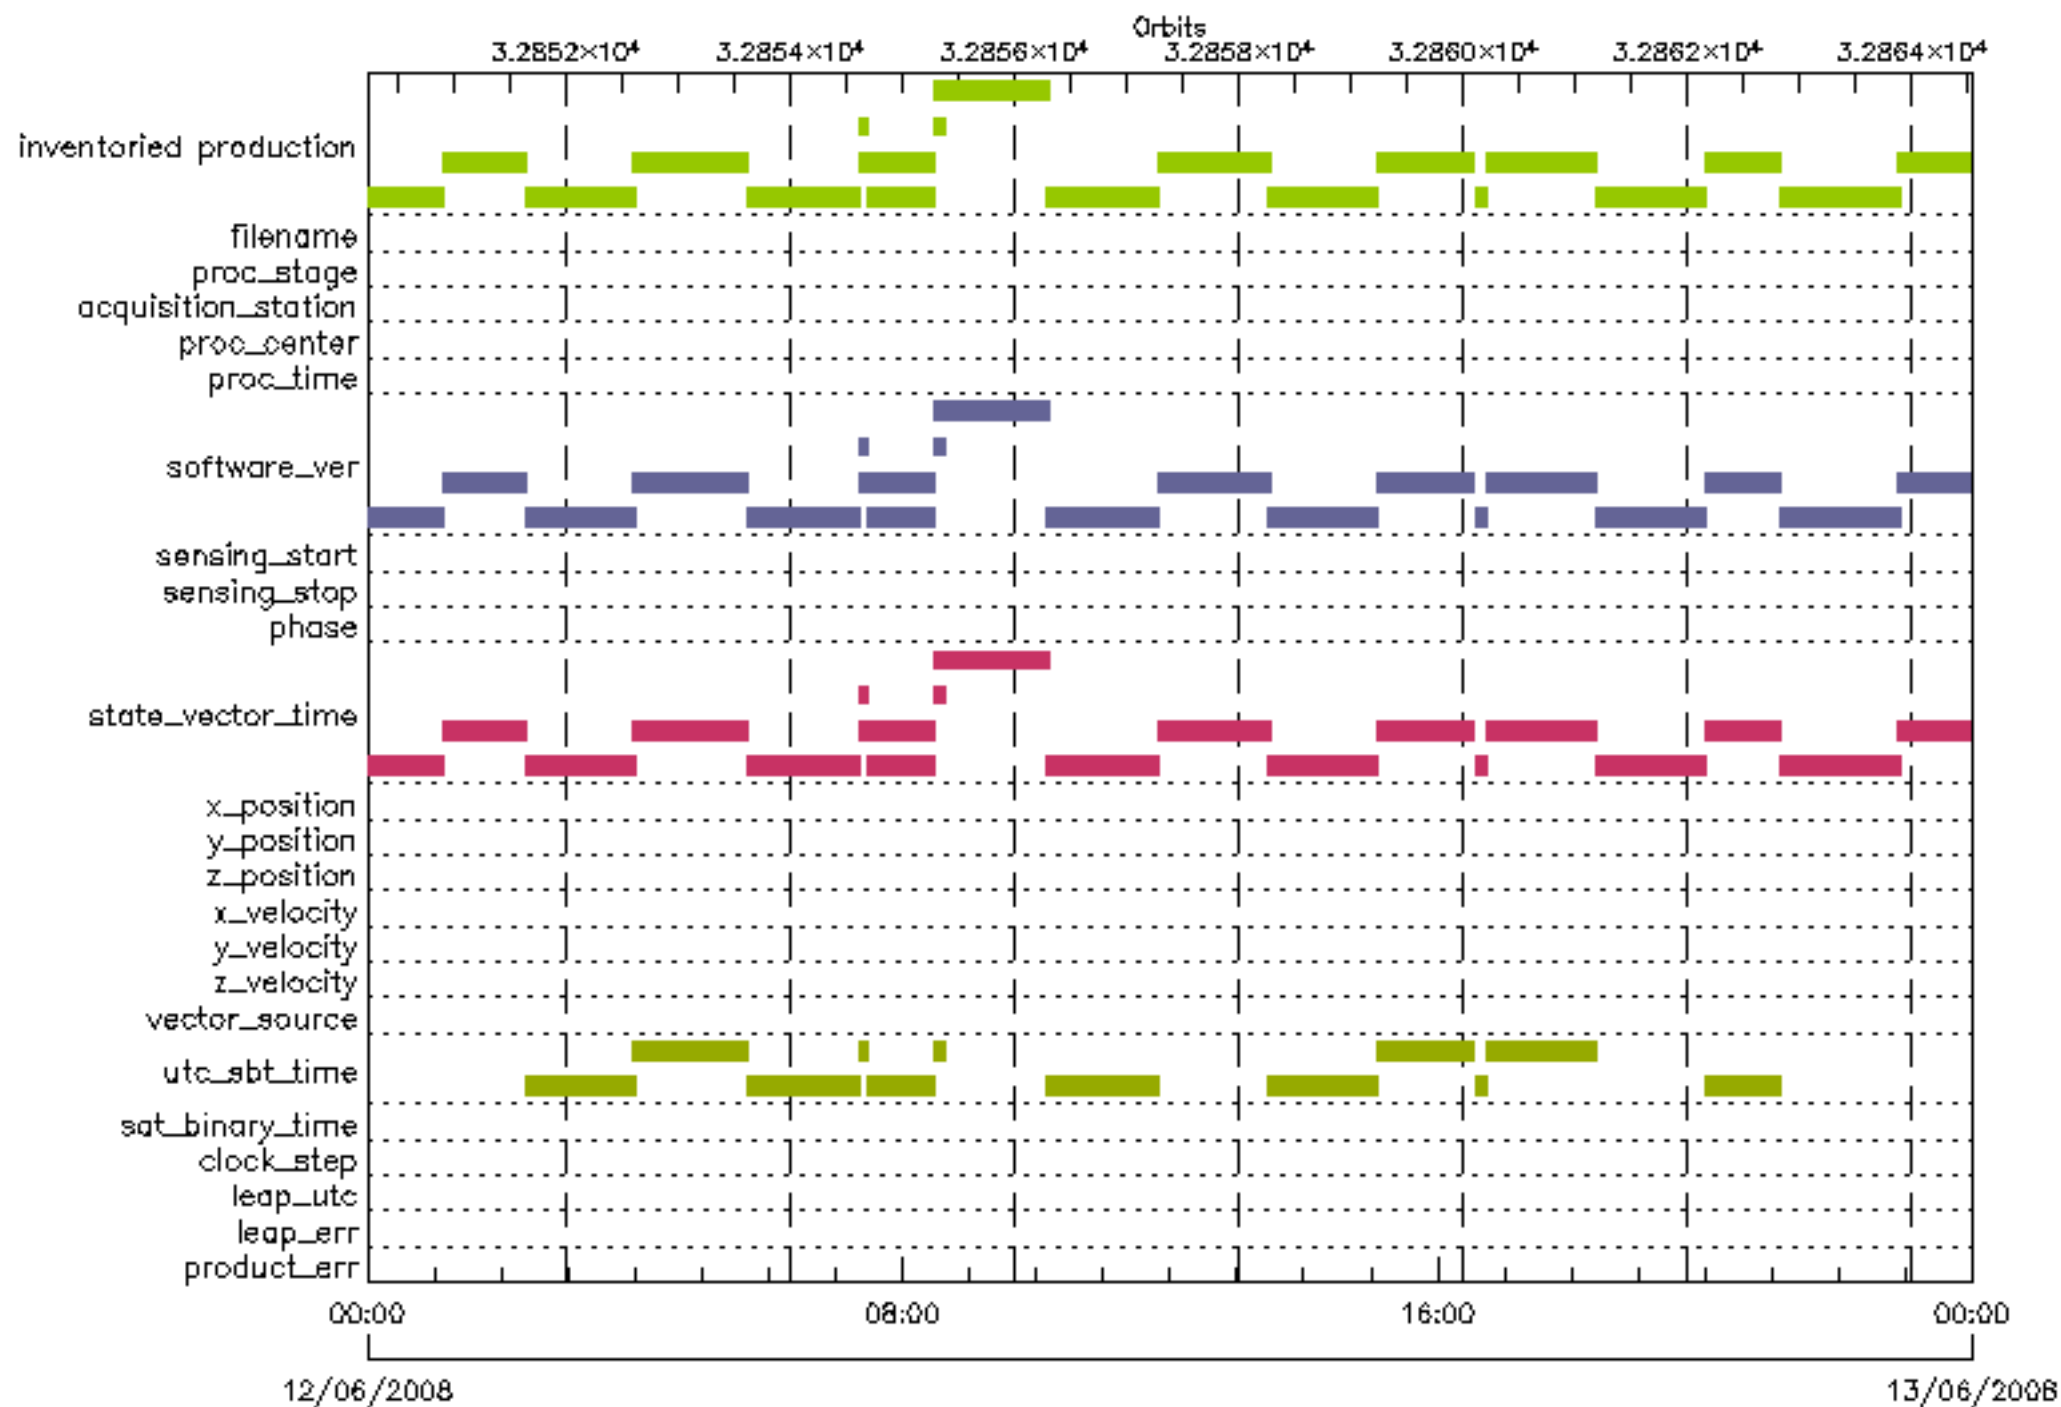 Orbits
3.2852×10⁴ 3.2854×10⁴ 3.2856×10⁴ 3.2858×10⁴ 3.2860×10⁴ 3.2862×10⁴ 3.2864×10⁴
inventoried production
filename
proc_stage
acquisition_station
proc_center
proc_time
software_ver
sensing_start
sensing_stop
phase
state_vector_time
x_position
y_position
z_position
x_velocity
y_velocity
z_velocity
vector_source
utc_sbt_time
sat_binary_time
clock_step
leap_utc
leap_err
product_err
00:00 08:00 16:00 00:00
12/06/2008 13/06/2008